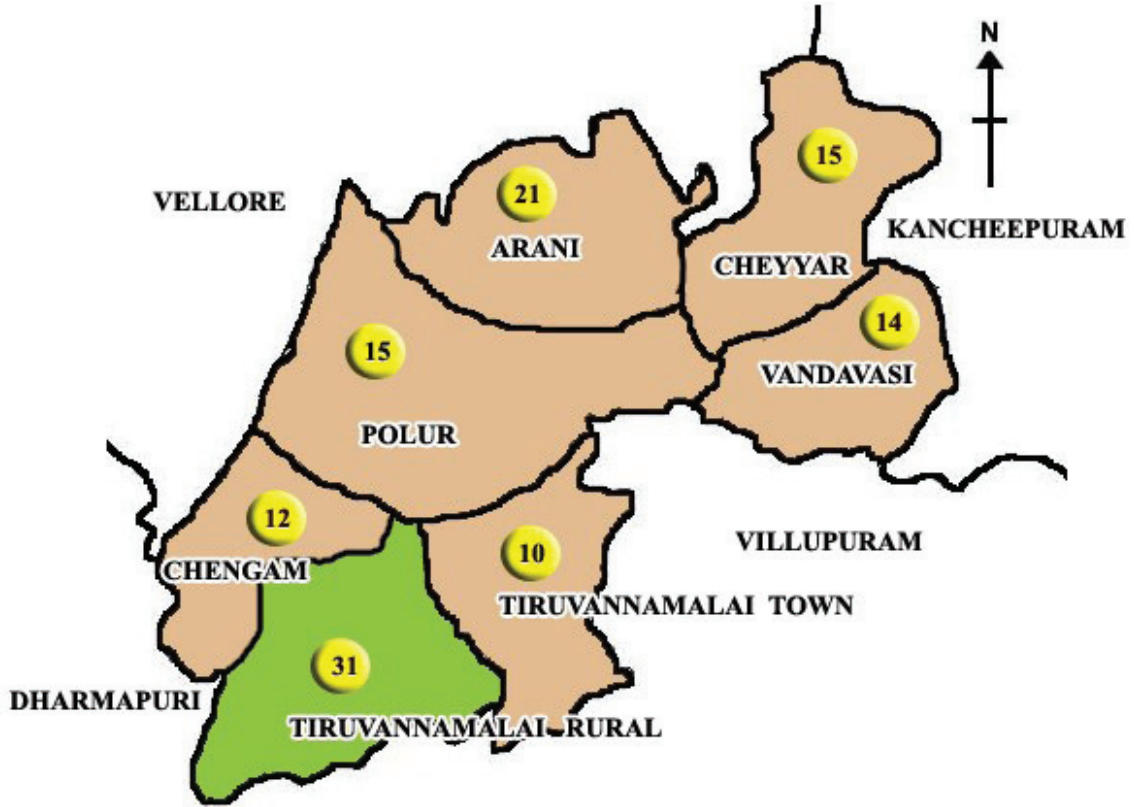 N
15
21
VELLORE
KANCHEEPURAM
ARANI
CHEYYAR
14
15
VANDAVASI
POLUR
12
10
VILLUPURAM
CHENGAM
TIRUVANNAMALAI TOWN
31
DHARMAPURI
TIRUVANNAMALAI RURAL